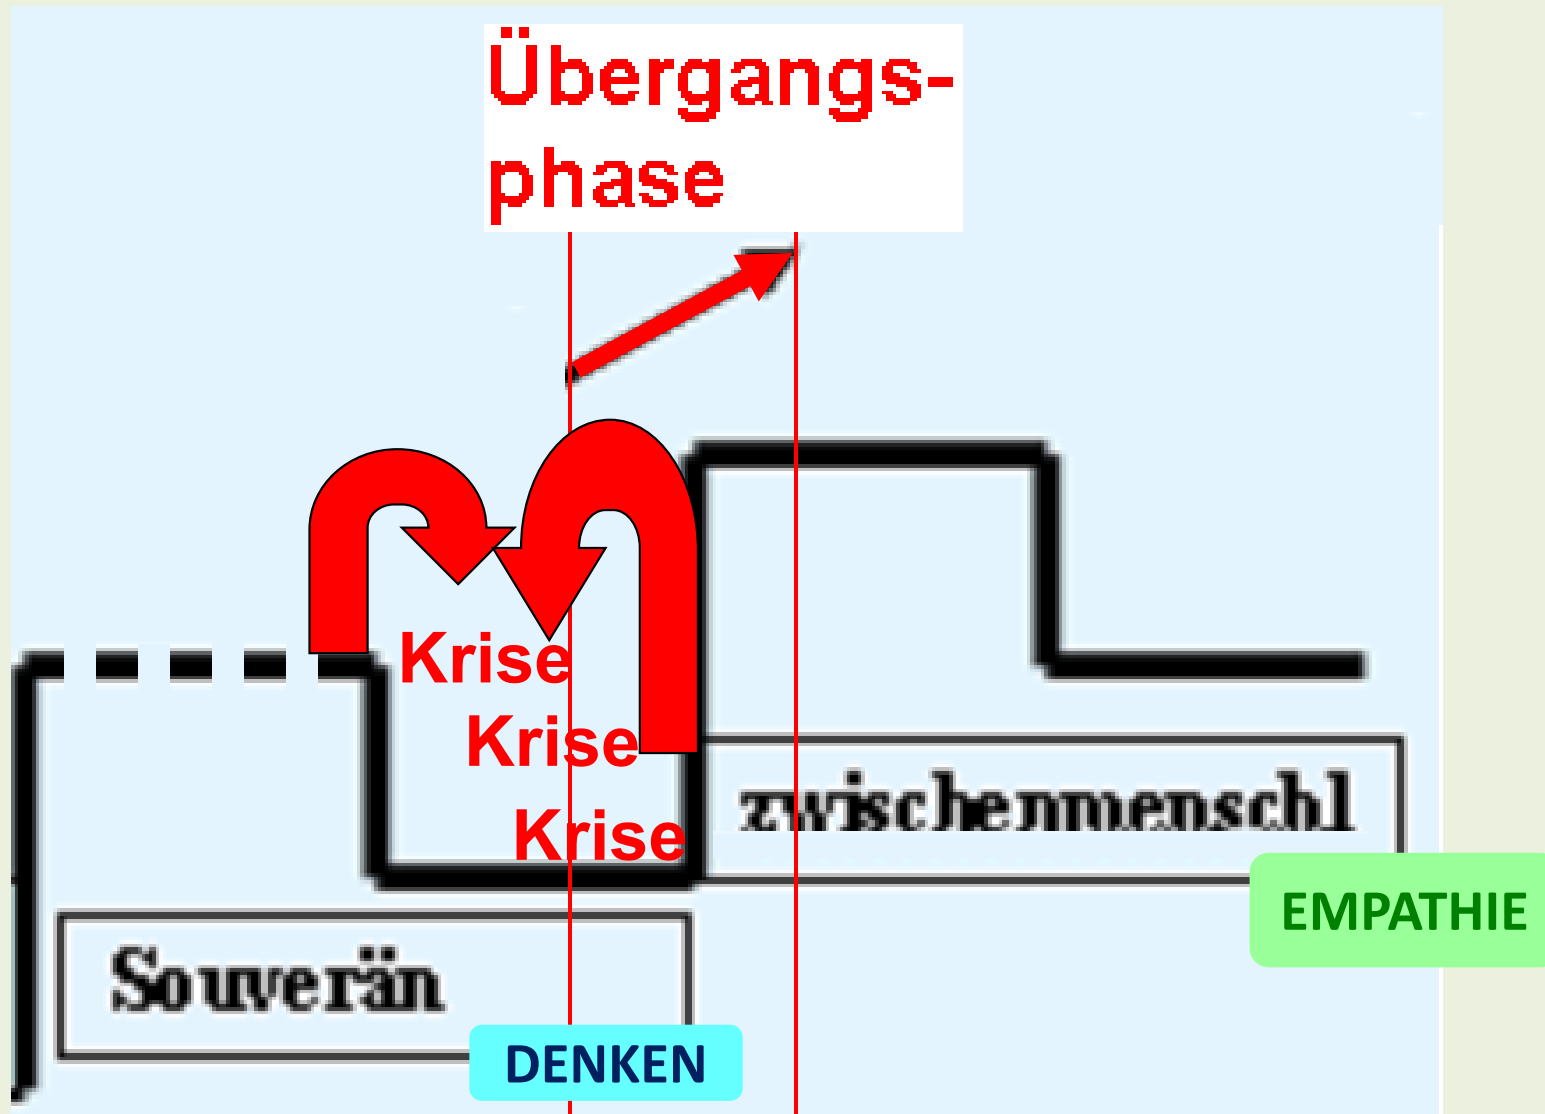 Übergangs-
phase
Krise
Krise
Krise
zwischenmenschl
EMPATHIE
Souverän
DENKEN